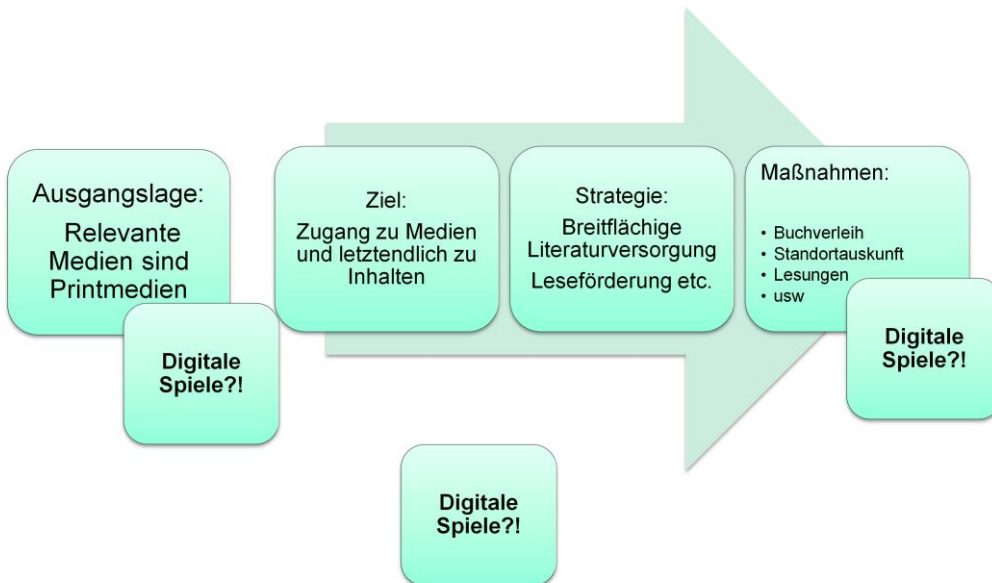 Ausgangslage:
Relevante
Medien sind
Printmedien
Digitale
Spiele?!
Ziel:
Zugang zu Medien
und letztendlich zu
Inhalten
Strategie:
Breitflächige
Literaturversorgung
Leseförderung etc.
Maßnahmen:
• Buchverleih
• Standortauskunft
• Lesungen
• usw
Digitale
Spiele?!
Digitale
Spiele?!